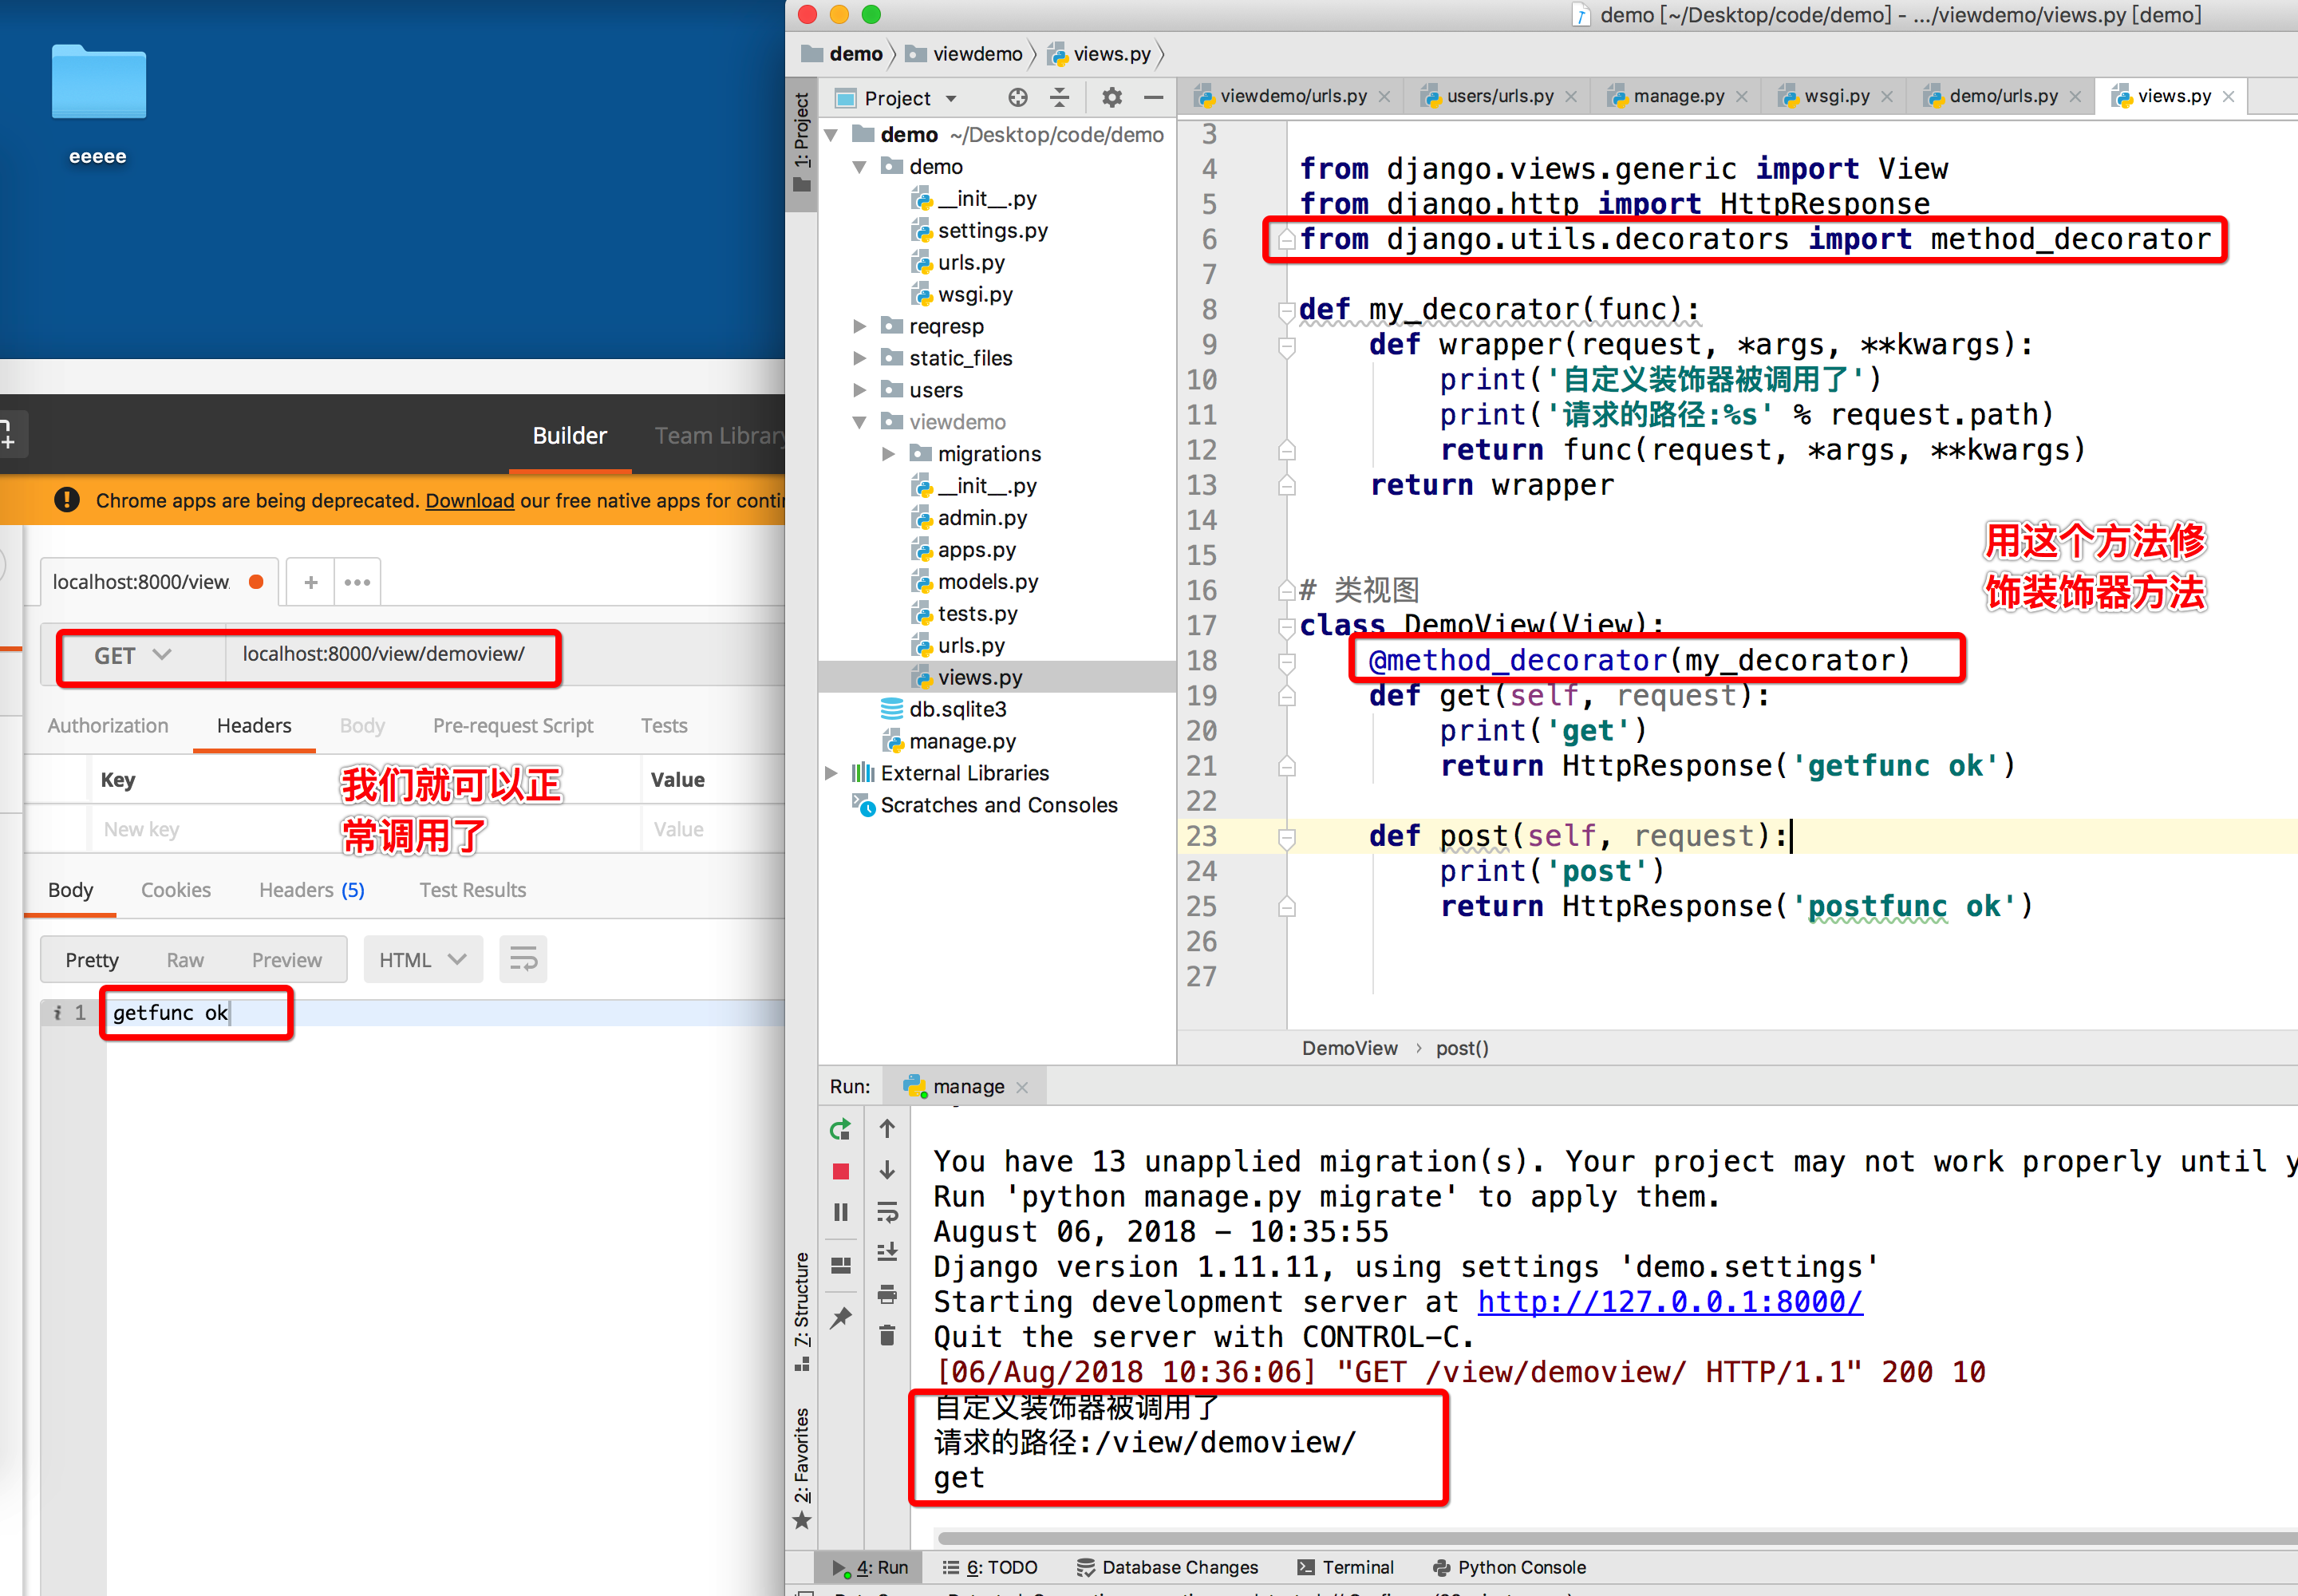 eeeee
Builder
Team Library
Chrome apps are being deprecated. Download our free native apps for
localhost:8000/view
+
•••
GET
localhost:8000/view/demoview/
Authorization
Headers
Body
Pre-request Script
Tests
Key
Value
New key
Value
我们就可以正
常调用了
Body
Cookies
Headers (5)
Test Results
Pretty
Raw
Preview
HTML
i 1
getfunc ok
demo [~/Desktop/code/demo] - .../viewdemo/views.py [demo]
demo
viewdemo
views.py
1: Project
Project
demo ~/Desktop/code/demo
demo
__init__.py
settings.py
urls.py
wsgi.py
reqresp
static_files
users
viewdemo
migrations
__init__.py
admin.py
apps.py
models.py
tests.py
urls.py
views.py
db.sqlite3
manage.py
External Libraries
Scratches and Consoles
viewdemo/urls.py
users/urls.py
manage.py
wsgi.py
demo/urls.py
views.py
3
4 from django.views.generic import View
5 from django.http import HttpResponse
6 from django.utils.decorators import method_decorator
7
8 def my_decorator(func):
9 def wrapper(request, *args, **kwargs):
10 print('自定义装饰器被调用了')
11 print('请求的路径:%s' % request.path)
12 return func(request, *args, **kwargs)
13 return wrapper
14
15
16 # 类视图
17 class DemoView(View):
18 @method_decorator(my_decorator)
19 def get(self, request):
20 print('get')
21 return HttpResponse('getfunc ok')
22
23 def post(self, request):
24 print('post')
25 return HttpResponse('postfunc ok')
26
27
用这个方法修
饰装饰器方法
DemoView › post()
Run:
manage
You have 13 unapplied migration(s). Your project may not work properly until
Run 'python manage.py migrate' to apply them.
August 06, 2018 - 10:35:55
Django version 1.11.11, using settings 'demo.settings'
Starting development server at http://127.0.0.1:8000/
Quit the server with CONTROL-C.
[06/Aug/2018 10:36:06] "GET /view/demoview/ HTTP/1.1" 200 10
自定义装饰器被调用了
请求的路径:/view/demoview/
get
7: Structure
2: Favorites
4: Run
6: TODO
Database Changes
Terminal
Python Console